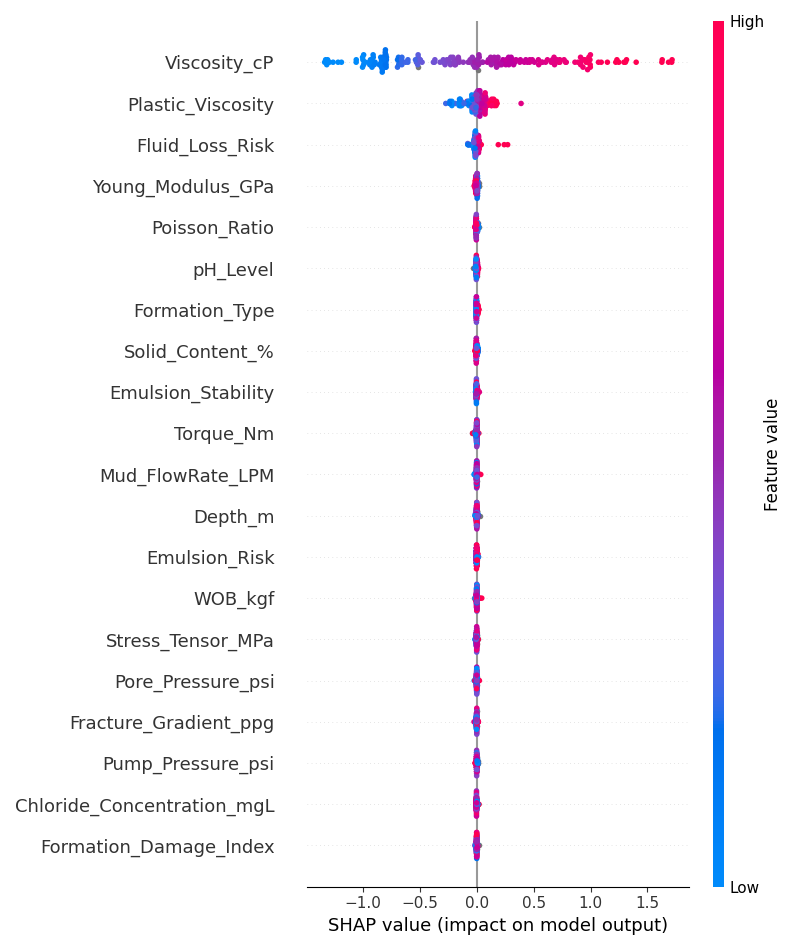 High
Viscosity_cP
Plastic_Viscosity
Fluid_Loss_Risk
Young_Modulus_GPa
Poisson_Ratio
pH_Level
Formation_Type
Solid_Content_%
Emulsion_Stability
Torque_Nm
Mud_FlowRate_LPM
Depth_m
Emulsion_Risk
WOB_kgf
Stress_Tensor_MPa
Pore_Pressure_psi
Fracture_Gradient_ppg
Pump_Pressure_psi
Chloride_Concentration_mgL
Formation_Damage_Index
Feature value
Low
−1.0 −0.5 0.0 0.5 1.0 1.5
SHAP value (impact on model output)